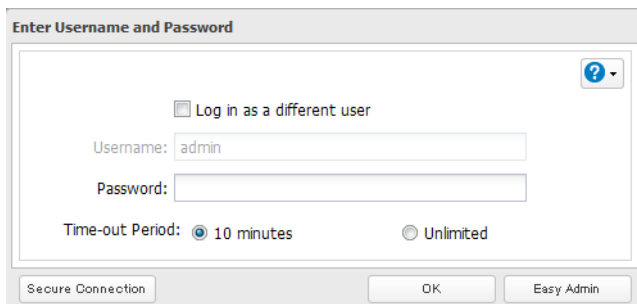 Enter Username and Password
?
Log in as a different user
Username: admin
Password:
Time-out Period: 10 minutes Unlimited
Secure Connection OK Easy Admin